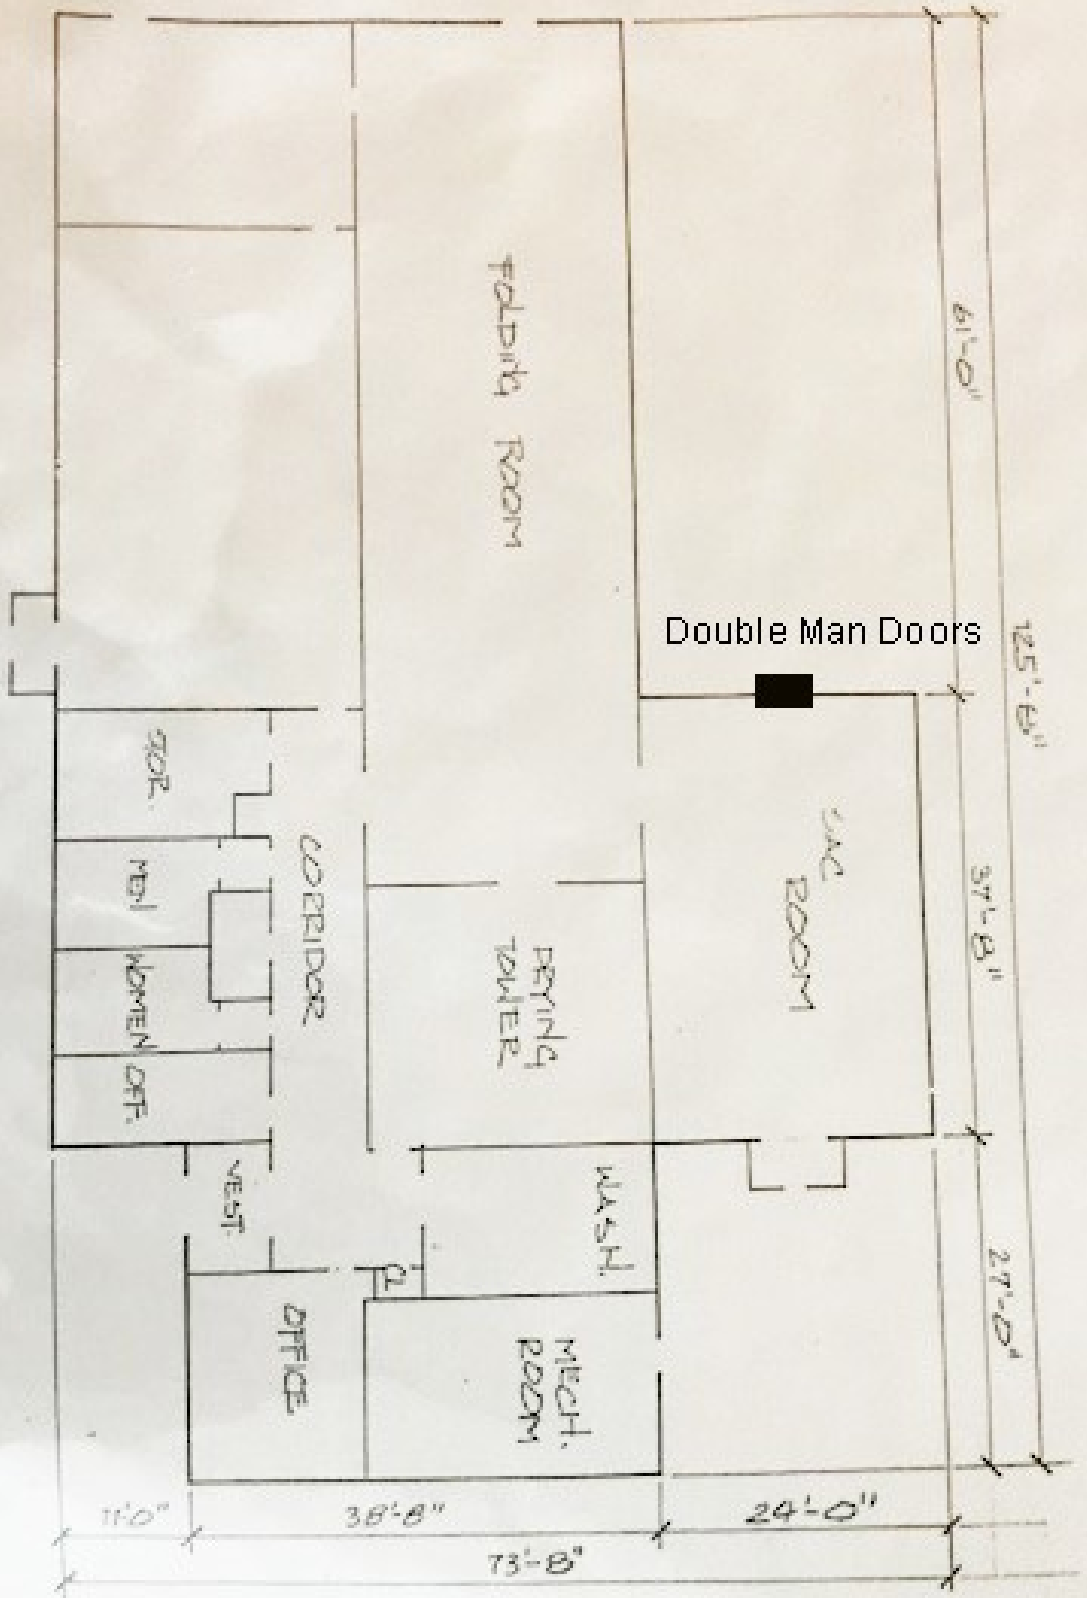 61'-0"
FOLDING ROOM
Double Man Doors
125'-8"
STOR.
ROOM
37'-8"
MEN
CORRIDOR
DRYING
TOWER
WOMEN
OFF.
VEST.
WASH.
CL
27'-0"
OFFICE
MECH.
ROOM
11'0"
38'-8"
24'-0"
73'-8"